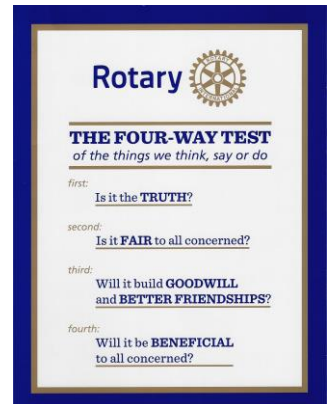 Rotary
ROTARY
INTERNATIONAL
THE FOUR-WAY TEST
of the things we think, say or do
first:
Is it the TRUTH?
second:
Is it FAIR to all concerned?
third:
Will it build GOODWILL
and BETTER FRIENDSHIPS?
fourth:
Will it be BENEFICIAL
to all concerned?